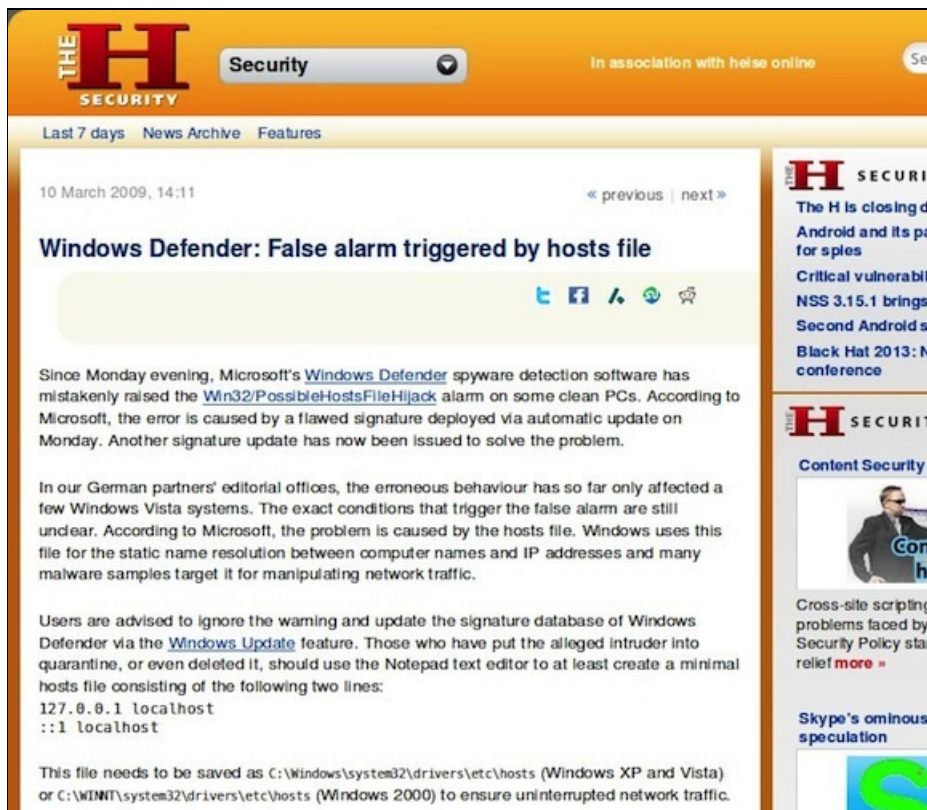 THE H
SECURITY
Security
In association with heise online
Last 7 days News Archive Features
10 March 2009, 14:11
« previous | next »
Windows Defender: False alarm triggered by hosts file
Since Monday evening, Microsoft's Windows Defender spyware detection software has
mistakenly raised the Win32/PossibleHostsFileHijack alarm on some clean PCs. According to
Microsoft, the error is caused by a flawed signature deployed via automatic update on
Monday. Another signature update has now been issued to solve the problem.
In our German partners' editorial offices, the erroneous behaviour has so far only affected a
few Windows Vista systems. The exact conditions that trigger the false alarm are still
unclear. According to Microsoft, the problem is caused by the hosts file. Windows uses this
file for the static name resolution between computer names and IP addresses and many
malware samples target it for manipulating network traffic.
Users are advised to ignore the warning and update the signature database of Windows
Defender via the Windows Update feature. Those who have put the alleged intruder into
quarantine, or even deleted it, should use the Notepad text editor to at least create a minimal
hosts file consisting of the following two lines:
127.0.0.1 localhost
::1 localhost
This file needs to be saved as C:\Windows\system32\drivers\etc\hosts (Windows XP and Vista)
or C:\WINNT\system32\drivers\etc\hosts (Windows 2000) to ensure uninterrupted network traffic.
THE H
The H is closing
Android and its
for spies
Critical
NSS 3.15.1 brings
Second Android
Black Hat 2013:
conference
THE H
Content Security
Cross-site scripting
problems faced by
Security Policy
relief more »
Skype's ominous
speculation